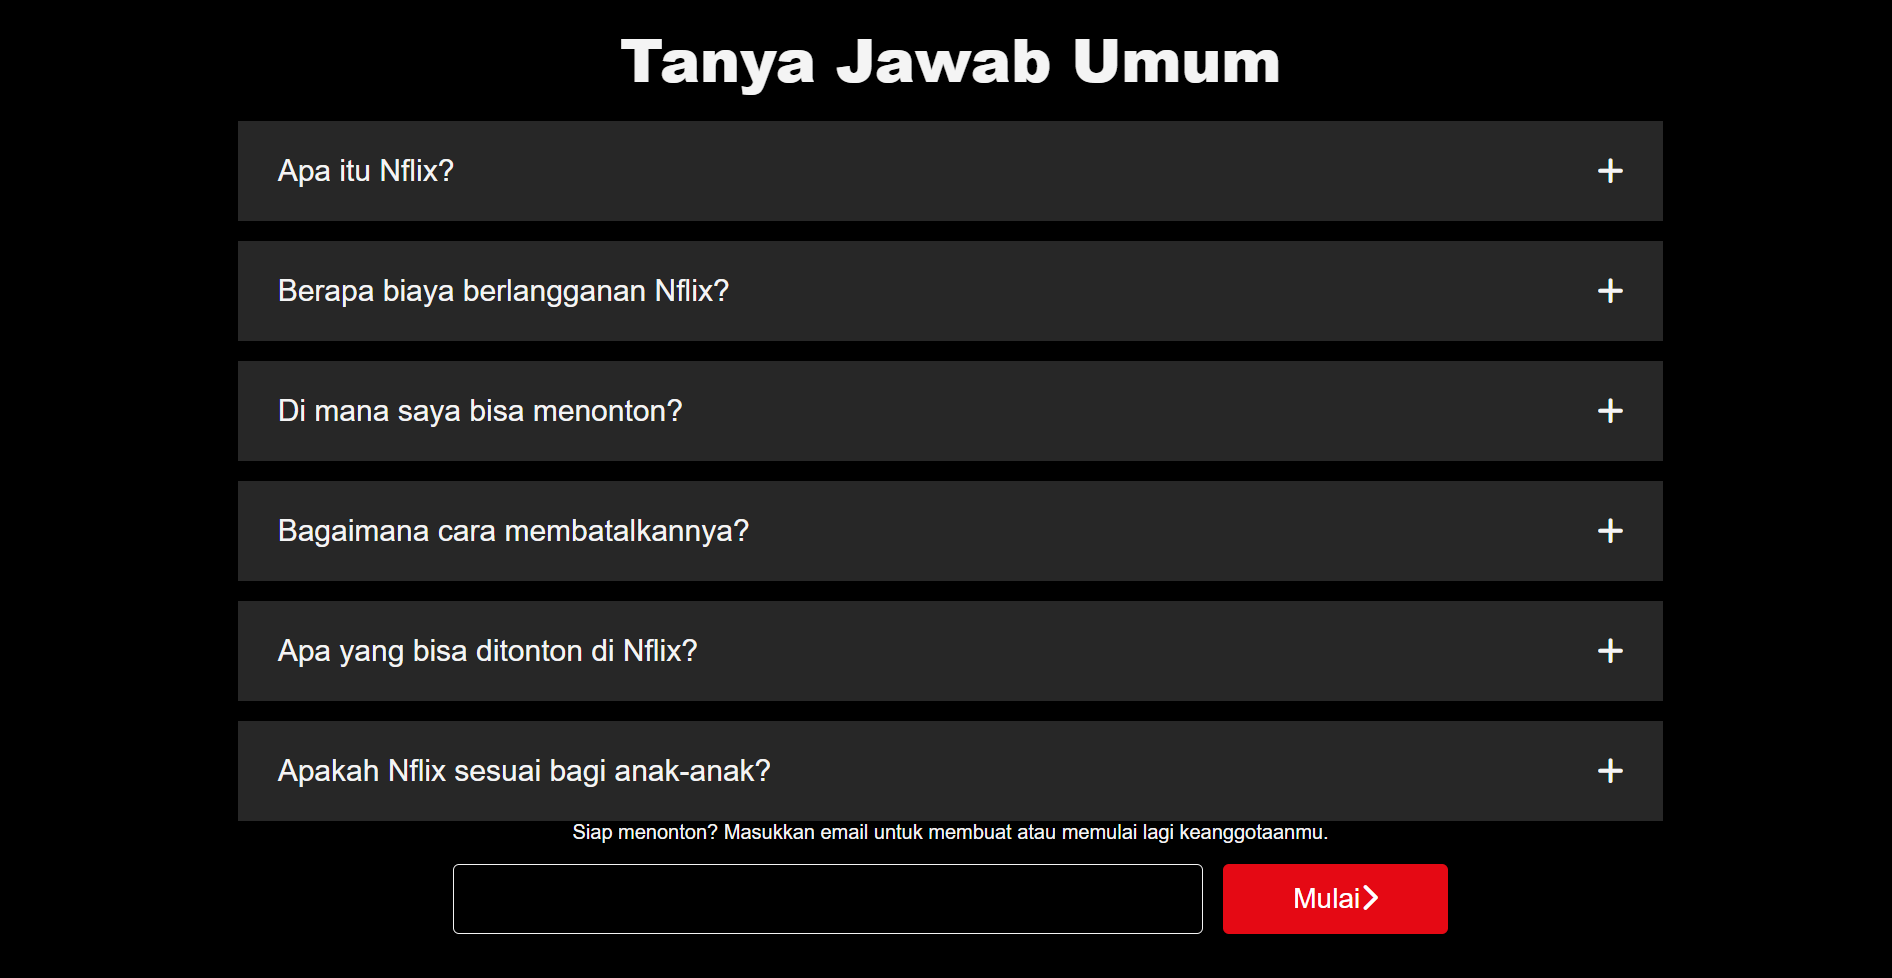 Tanya Jawab Umum
Apa itu Nflix?
Berapa biaya berlangganan Nflix?
Di mana saya bisa menonton?
Bagaimana cara membatalkannya?
Apa yang bisa ditonton di Nflix?
Apakah Nflix sesuai bagi anak-anak?
Siap menonton? Masukkan email untuk membuat atau memulai lagi keanggotaanmu.
Mulai